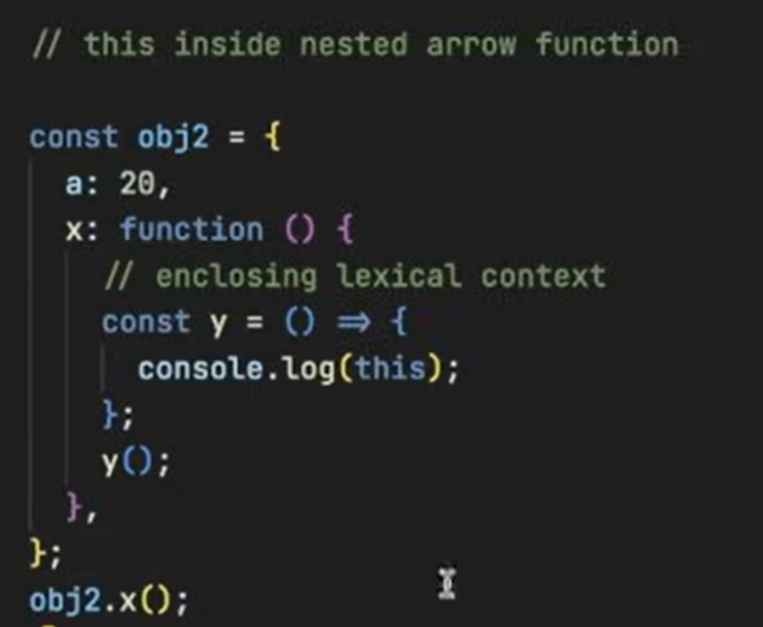 // this inside nested arrow function
const obj2 = {
a: 20,
x: function () {
// enclosing lexical context
const y = () => {
console.log(this);
};
y();
},
};
obj2.x();